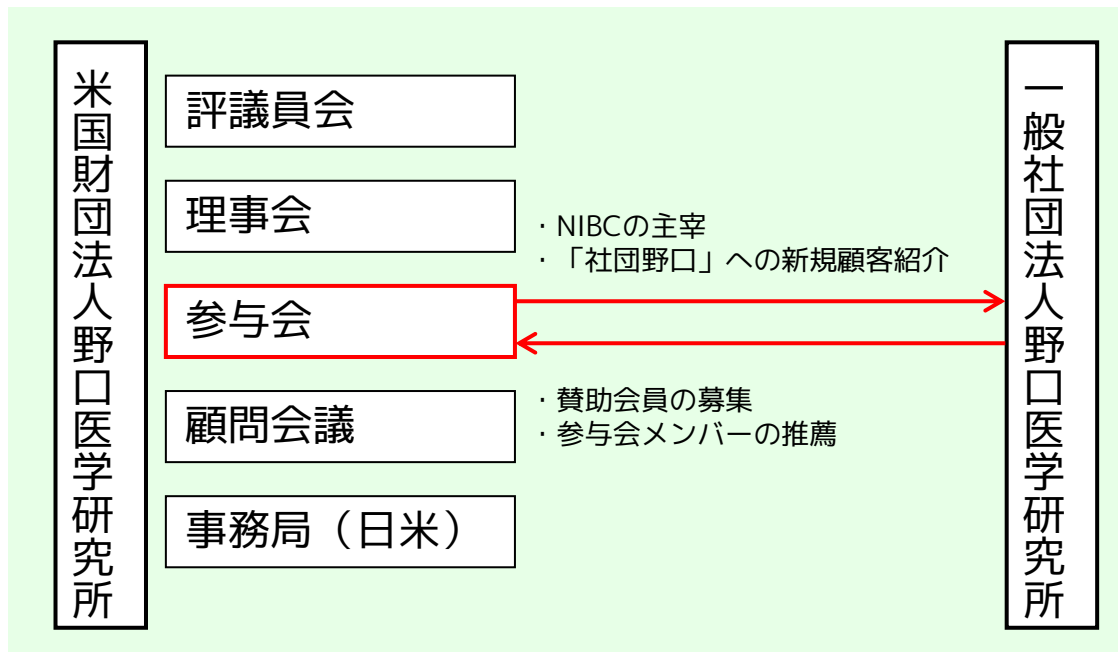 米国財団法人野口医学研究所
評議員会
理事会
参与会
顧問会議
事務局（日米）
・NIBCの主宰
・「社団野口」への新規顧客紹介
・賛助会員の募集
・参与会メンバーの推薦
一般社団法人野口医学研究所